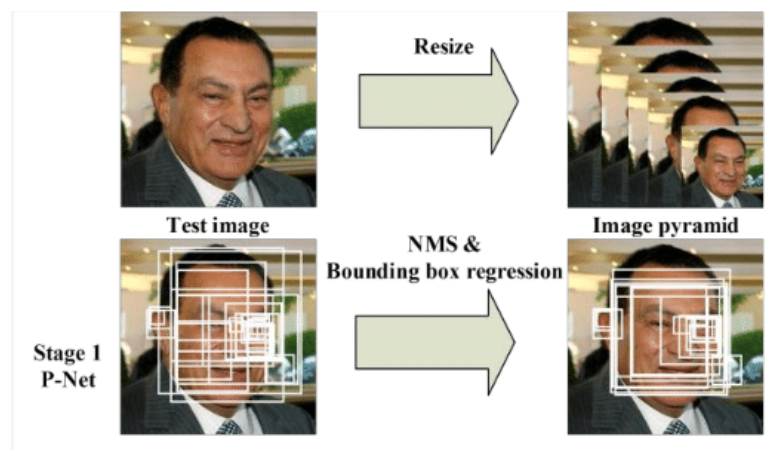 Resize
Test image
Image pyramid
NMS &
Bounding box regression
Stage 1
P-Net